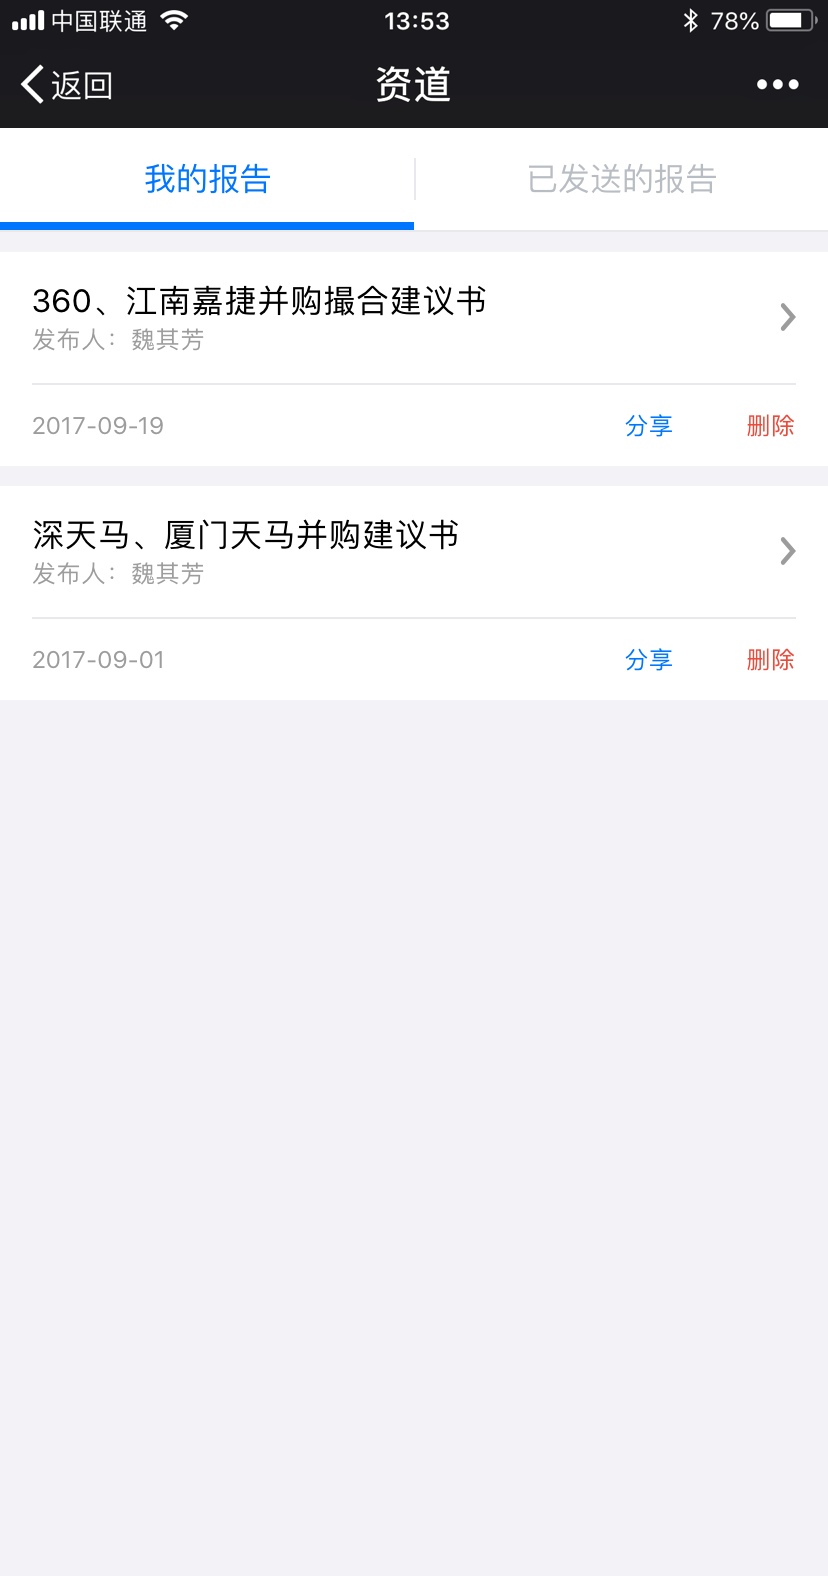 中国联通 13:53 78%
返回 资道
我的报告 已发送的报告
360、江南嘉捷并购撮合建议书
发布人：魏其芳
2017-09-19 分享 删除
深天马、厦门天马并购建议书
发布人：魏其芳
2017-09-01 分享 删除